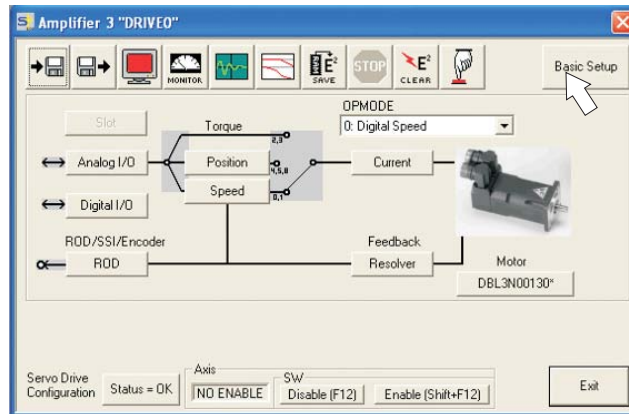 Amplifier 3 "DRIVE0"
MONITOR
E²
SAVE
STOP
E²
CLEAR
Basic Setup
OPMODE
0: Digital Speed
Slot
Torque
2,3
Analog I/O
Position
4,5,8
Current
Speed
0,1
Digital I/O
ROD/SSI/Encoder
Feedback
ROD
Resolver
Motor
DBL3N00130*
Servo Drive
Configuration
Status = OK
Axis
NO ENABLE
SW
Disable (F12)
Enable (Shift+F12)
Exit